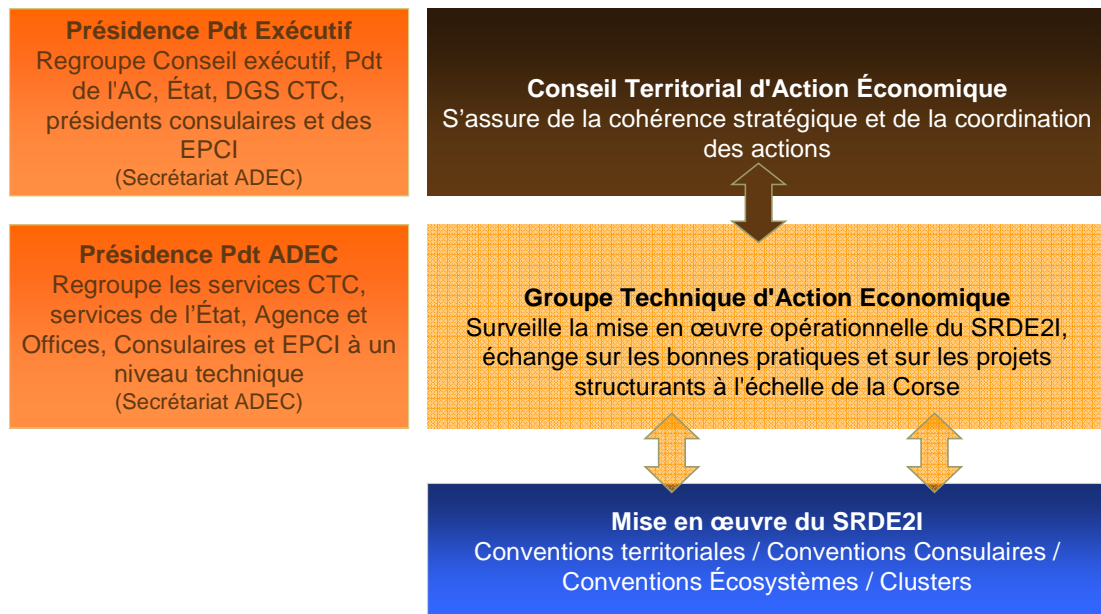 Présidence Pdt Exécutif
Regroupe Conseil exécutif, Pdt
de l'AC, État, DGS CTC,
présidents consulaires et des
EPCI
(Secrétariat ADEC)
Conseil Territorial d'Action Économique
S'assure de la cohérence stratégique et de la coordination
des actions
Présidence Pdt ADEC
Regroupe les services CTC,
services de l'État, Agence et
Offices, Consulaires et EPCI à un
niveau technique
(Secrétariat ADEC)
Groupe Technique d'Action Economique
Surveille la mise en œuvre opérationnelle du SRDE2I,
échange sur les bonnes pratiques et sur les projets
structurants à l'échelle de la Corse
Mise en œuvre du SRDE2I
Conventions territoriales / Conventions Consulaires /
Conventions Écosystèmes / Clusters